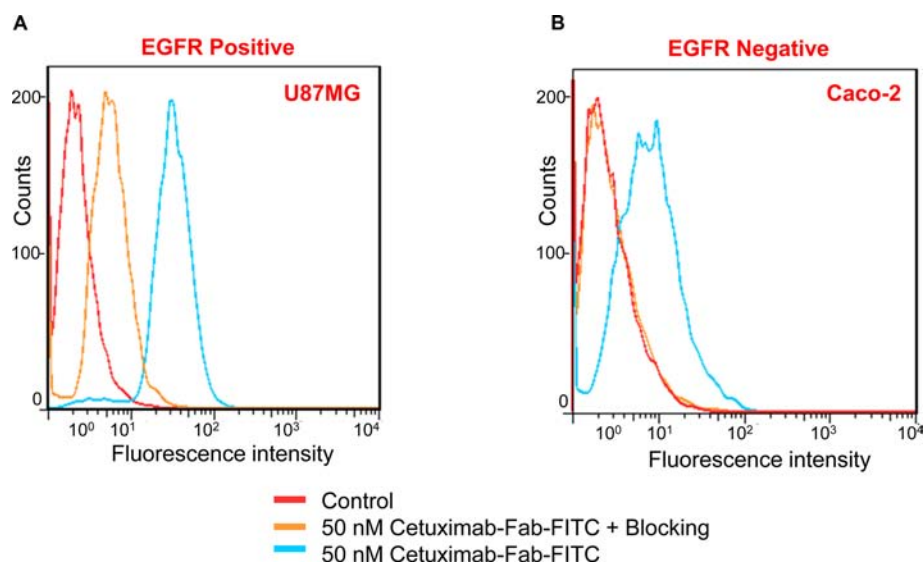 A
EGFR Positive
U87MG
200
100
0
Counts
10⁰ 10¹ 10² 10³ 10⁴
Fluorescence intensity
B
EGFR Negative
Caco-2
200
100
0
Counts
10⁰ 10¹ 10² 10³ 10⁴
Fluorescence intensity
Control
50 nM Cetuximab-Fab-FITC + Blocking
50 nM Cetuximab-Fab-FITC